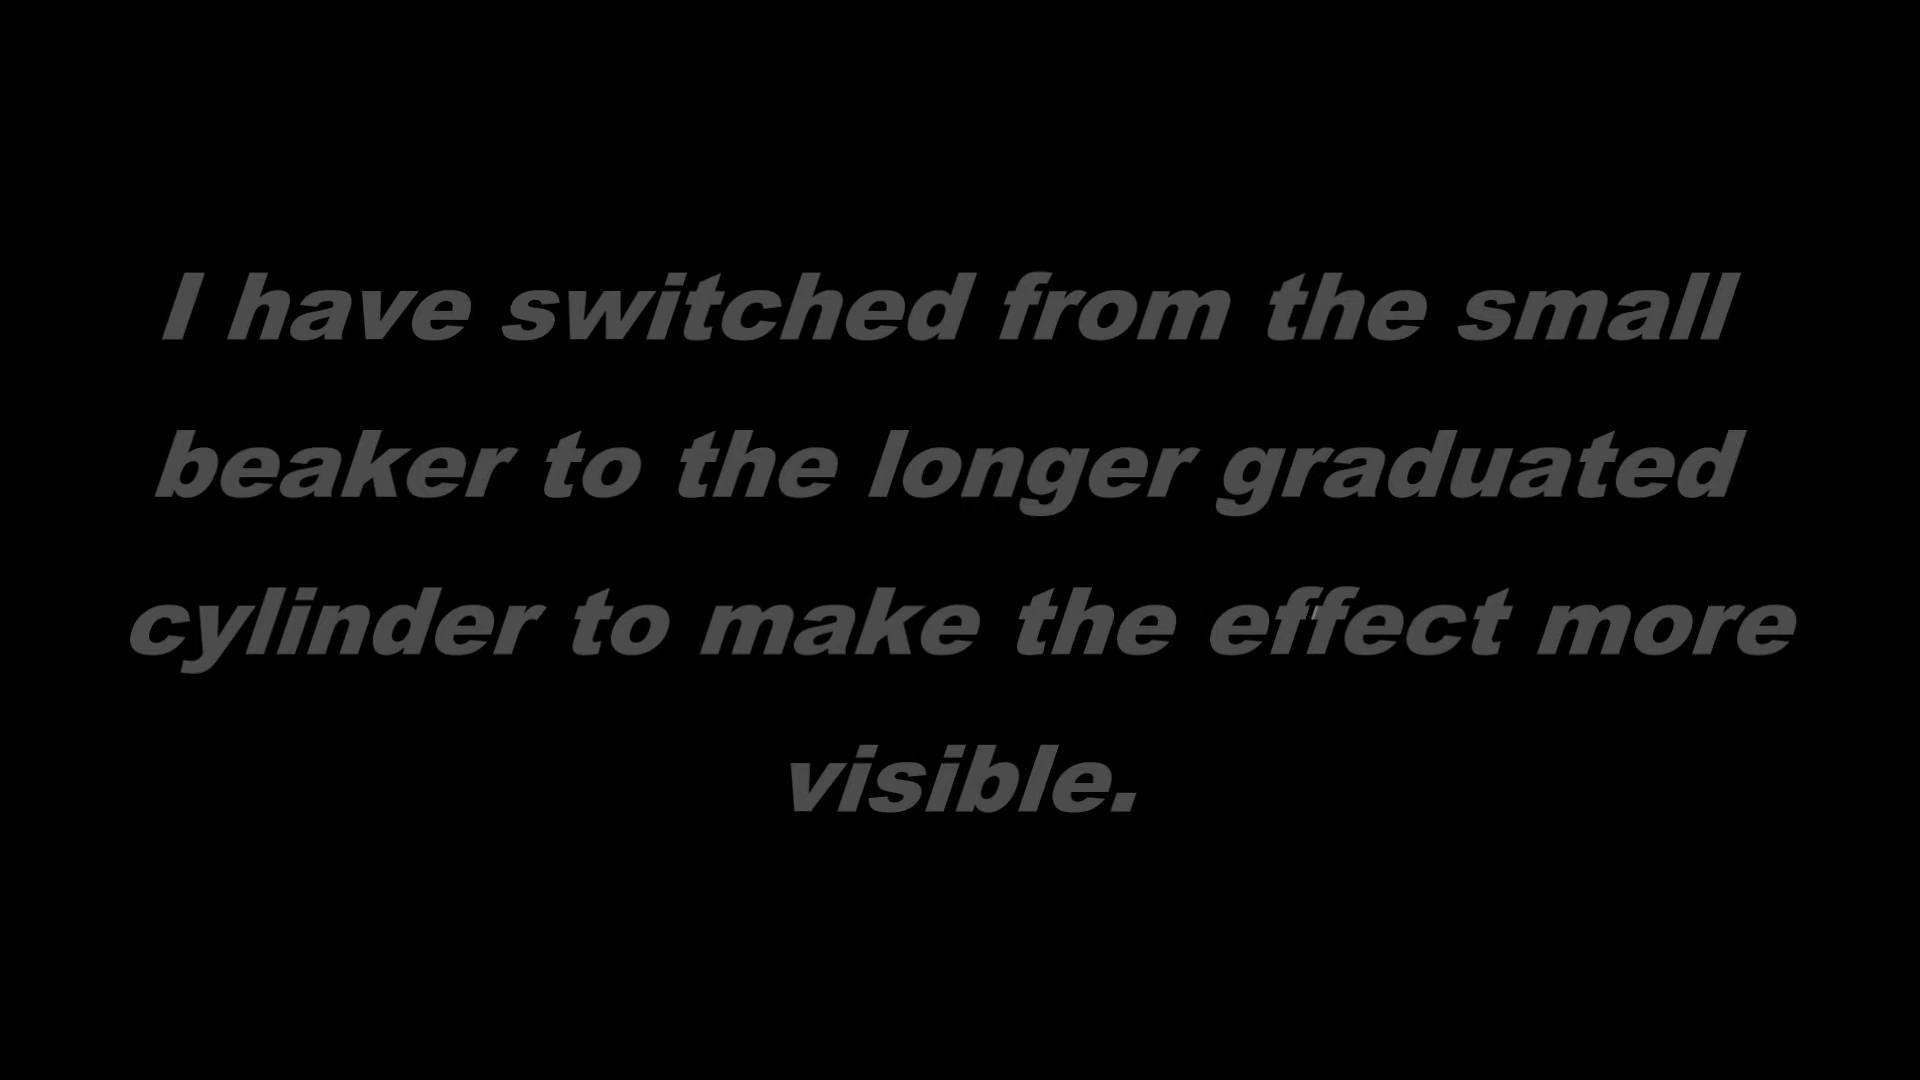 I have switched from the small
beaker to the longer graduated
cylinder to make the effect more
visible.